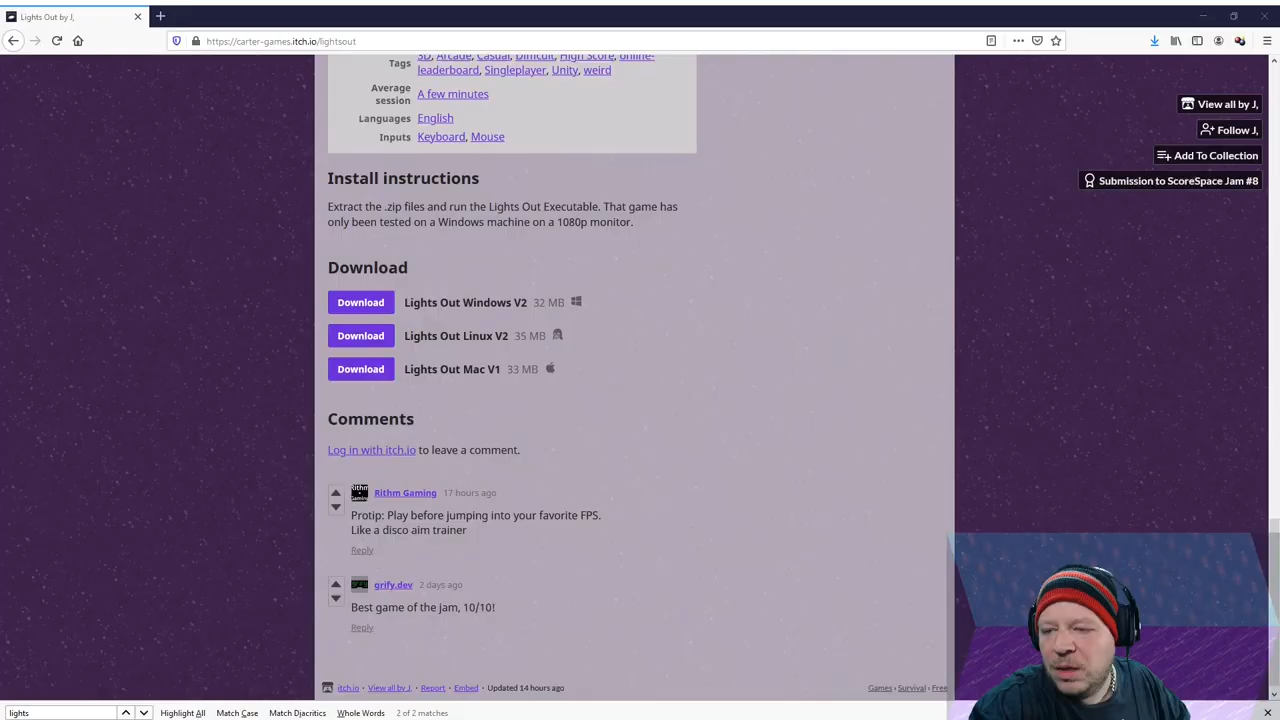 Lights Out by J,
https://carter-games.itch.io/lightsout
View all by J,
Follow J,
Add To Collection
Submission to ScoreSpace Jam #8
Tags
3D, Arcade, Casual, Difficult, High Score, online-
leaderboard, Singleplayer, Unity, weird
Average
session
A few minutes
Languages
English
Inputs
Keyboard, Mouse
Install instructions
Extract the .zip files and run the Lights Out Executable. That game has
only been tested on a Windows machine on a 1080p monitor.
Download
Download Lights Out Windows V2 32 MB
Download Lights Out Linux V2 35 MB
Download Lights Out Mac V1 33 MB
Comments
Log in with itch.io to leave a comment.
Rithm Gaming 17 hours ago
Protip: Play before jumping into your favorite FPS.
Like a disco aim trainer
Reply
grify.dev 2 days ago
Best game of the jam, 10/10!
Reply
itch.io · View all by J, · Report · Embed · Updated 14 hours ago
Games › Survival › Free
lights
Highlight All Match Case Match Diacritics Whole Words 2 of 2 matches